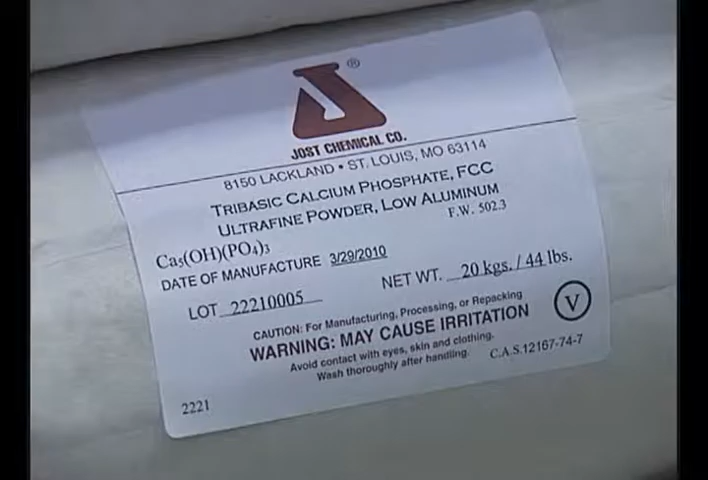 ®
JOST CHEMICAL CO.
8150 LACKLAND • ST. LOUIS, MO 63114
TRIBASIC CALCIUM PHOSPHATE, FCC
ULTRAFINE POWDER, LOW ALUMINUM
F.W. 502.3
Ca₅(OH)(PO₄)₃
DATE OF MANUFACTURE 3/29/2010
LOT 22210005 NET WT. 20 kgs. / 44 lbs.
CAUTION: For Manufacturing, Processing, or Repacking
WARNING: MAY CAUSE IRRITATION
V
Avoid contact with eyes, skin and clothing.
Wash thoroughly after handling.
C.A.S.12167-74-7
2221